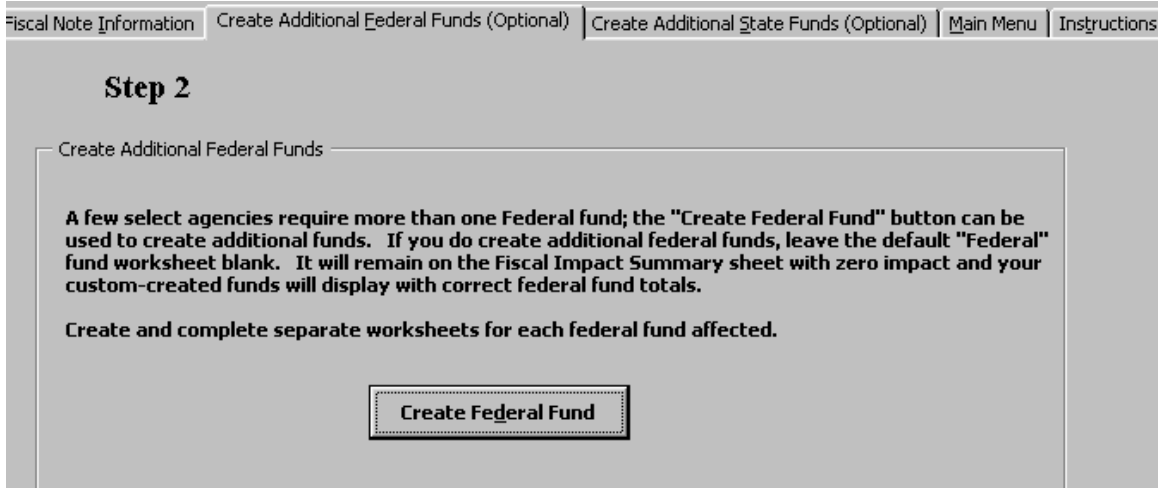 Fiscal Note Information Create Additional Federal Funds (Optional) Create Additional State Funds (Optional) Main Menu Instructions
Step 2
Create Additional Federal Funds
A few select agencies require more than one Federal fund; the "Create Federal Fund" button can be
used to create additional funds. If you do create additional federal funds, leave the default "Federal"
fund worksheet blank. It will remain on the Fiscal Impact Summary sheet with zero impact and your
custom-created funds will display with correct federal fund totals.
Create and complete separate worksheets for each federal fund affected.
Create Federal Fund